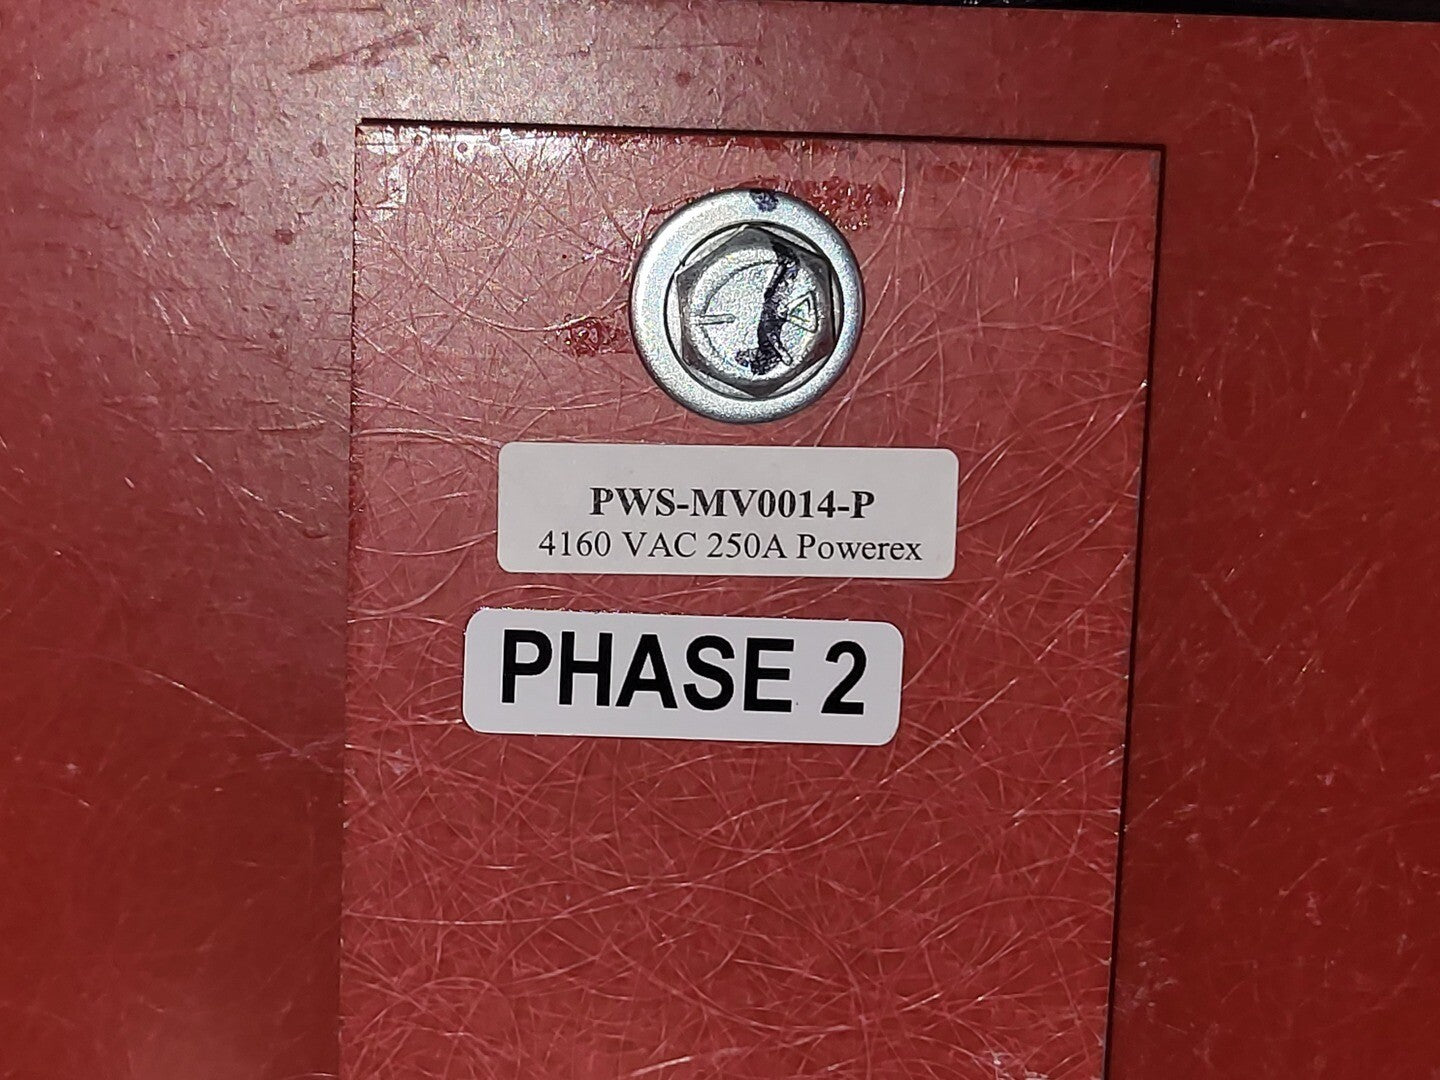 PWS-MV0014-P
4160 VAC 250A Powerex
PHASE 2